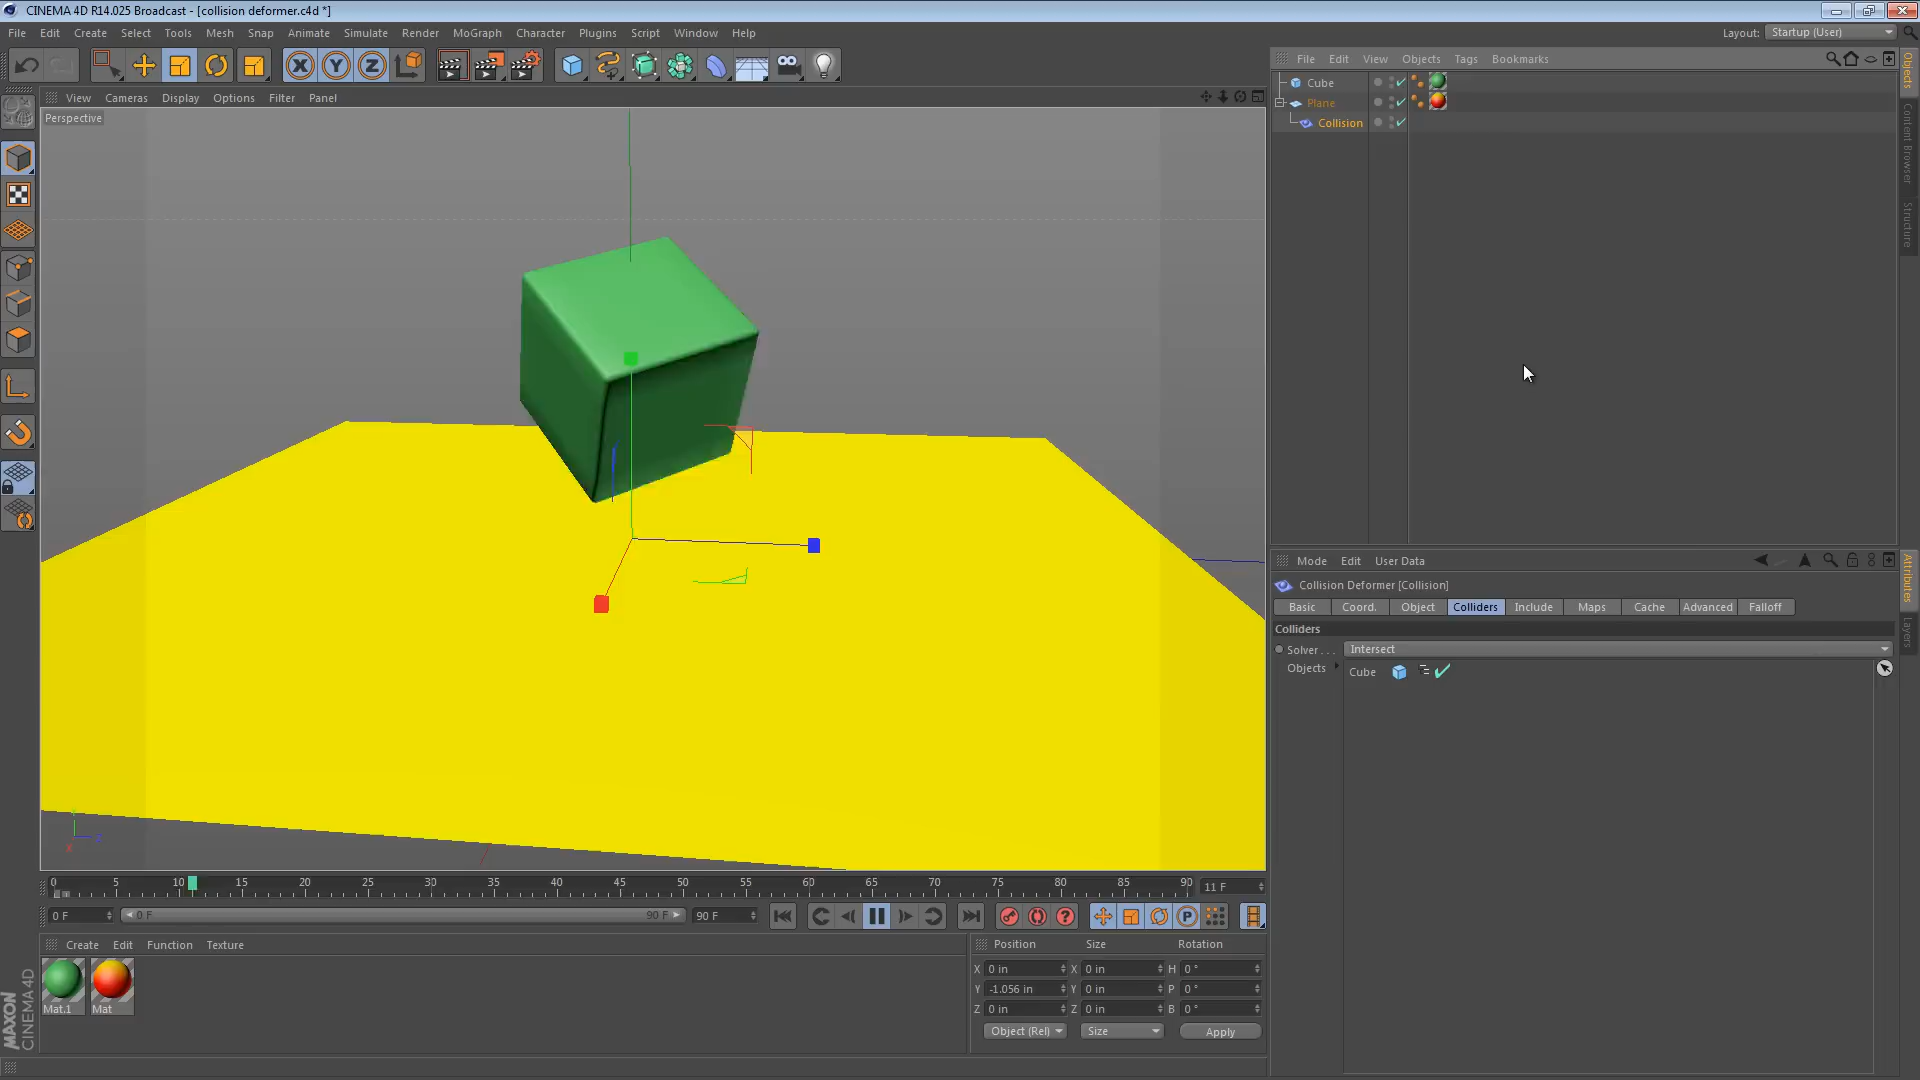 CINEMA 4D R14.025 Broadcast - [collision deformer.c4d *]
File Edit Create Select Tools Mesh Snap Animate Simulate Render MoGraph Character Plugins Script Window Help
Layout: Startup (User)
View Cameras Display Options Filter Panel
Perspective
File Edit View Objects Tags Bookmarks
Cube
Plane
Collision
Objects
Content Browser
Structure
Mode Edit User Data
Collision Deformer [Collision]
Basic Coord. Object Colliders Include Maps Cache Advanced Falloff
Colliders
Solver . . . Intersect
Objects Cube
Attributes
Layers
0 5 10 15 20 25 30 35 40 45 50 55 60 65 70 75 80 85 90 11 F
0 F 0 F 90 F 90 F
Create Edit Function Texture
Mat.1 Mat
Position Size Rotation
X 0 in X 0 in H 0 °
Y -1.056 in Y 0 in P 0 °
Z 0 in Z 0 in B 0 °
Object (Rel) Size Apply
MAXON
CINEMA 4D